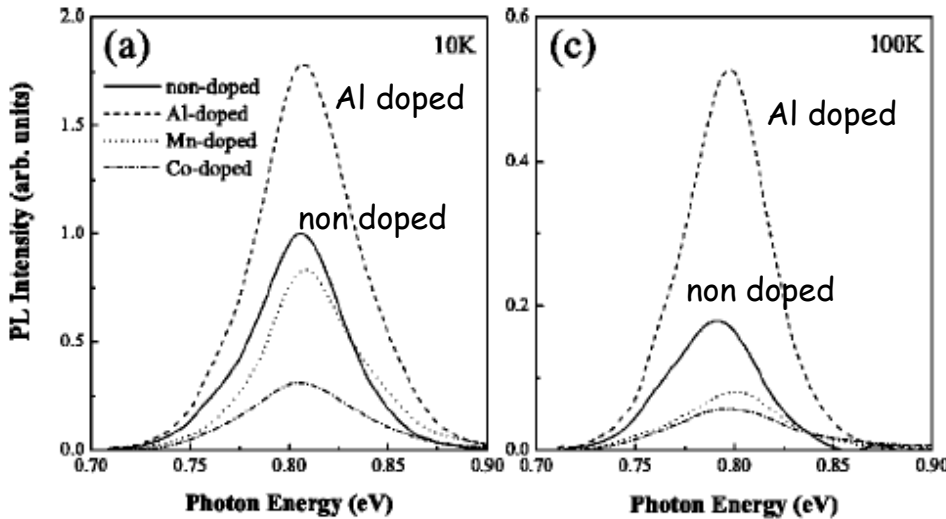 (a)
10K
non-doped
Al-doped
Mn-doped
Co-doped
Al doped
non doped
PL Intensity (arb. units)
2.0
1.5
1.0
0.5
0.0
0.70
0.75
0.80
0.85
0.90
Photon Energy (eV)
(c)
100K
Al doped
non doped
0.6
0.4
0.2
0.0
0.70
0.75
0.80
0.85
0.90
Photon Energy (eV)